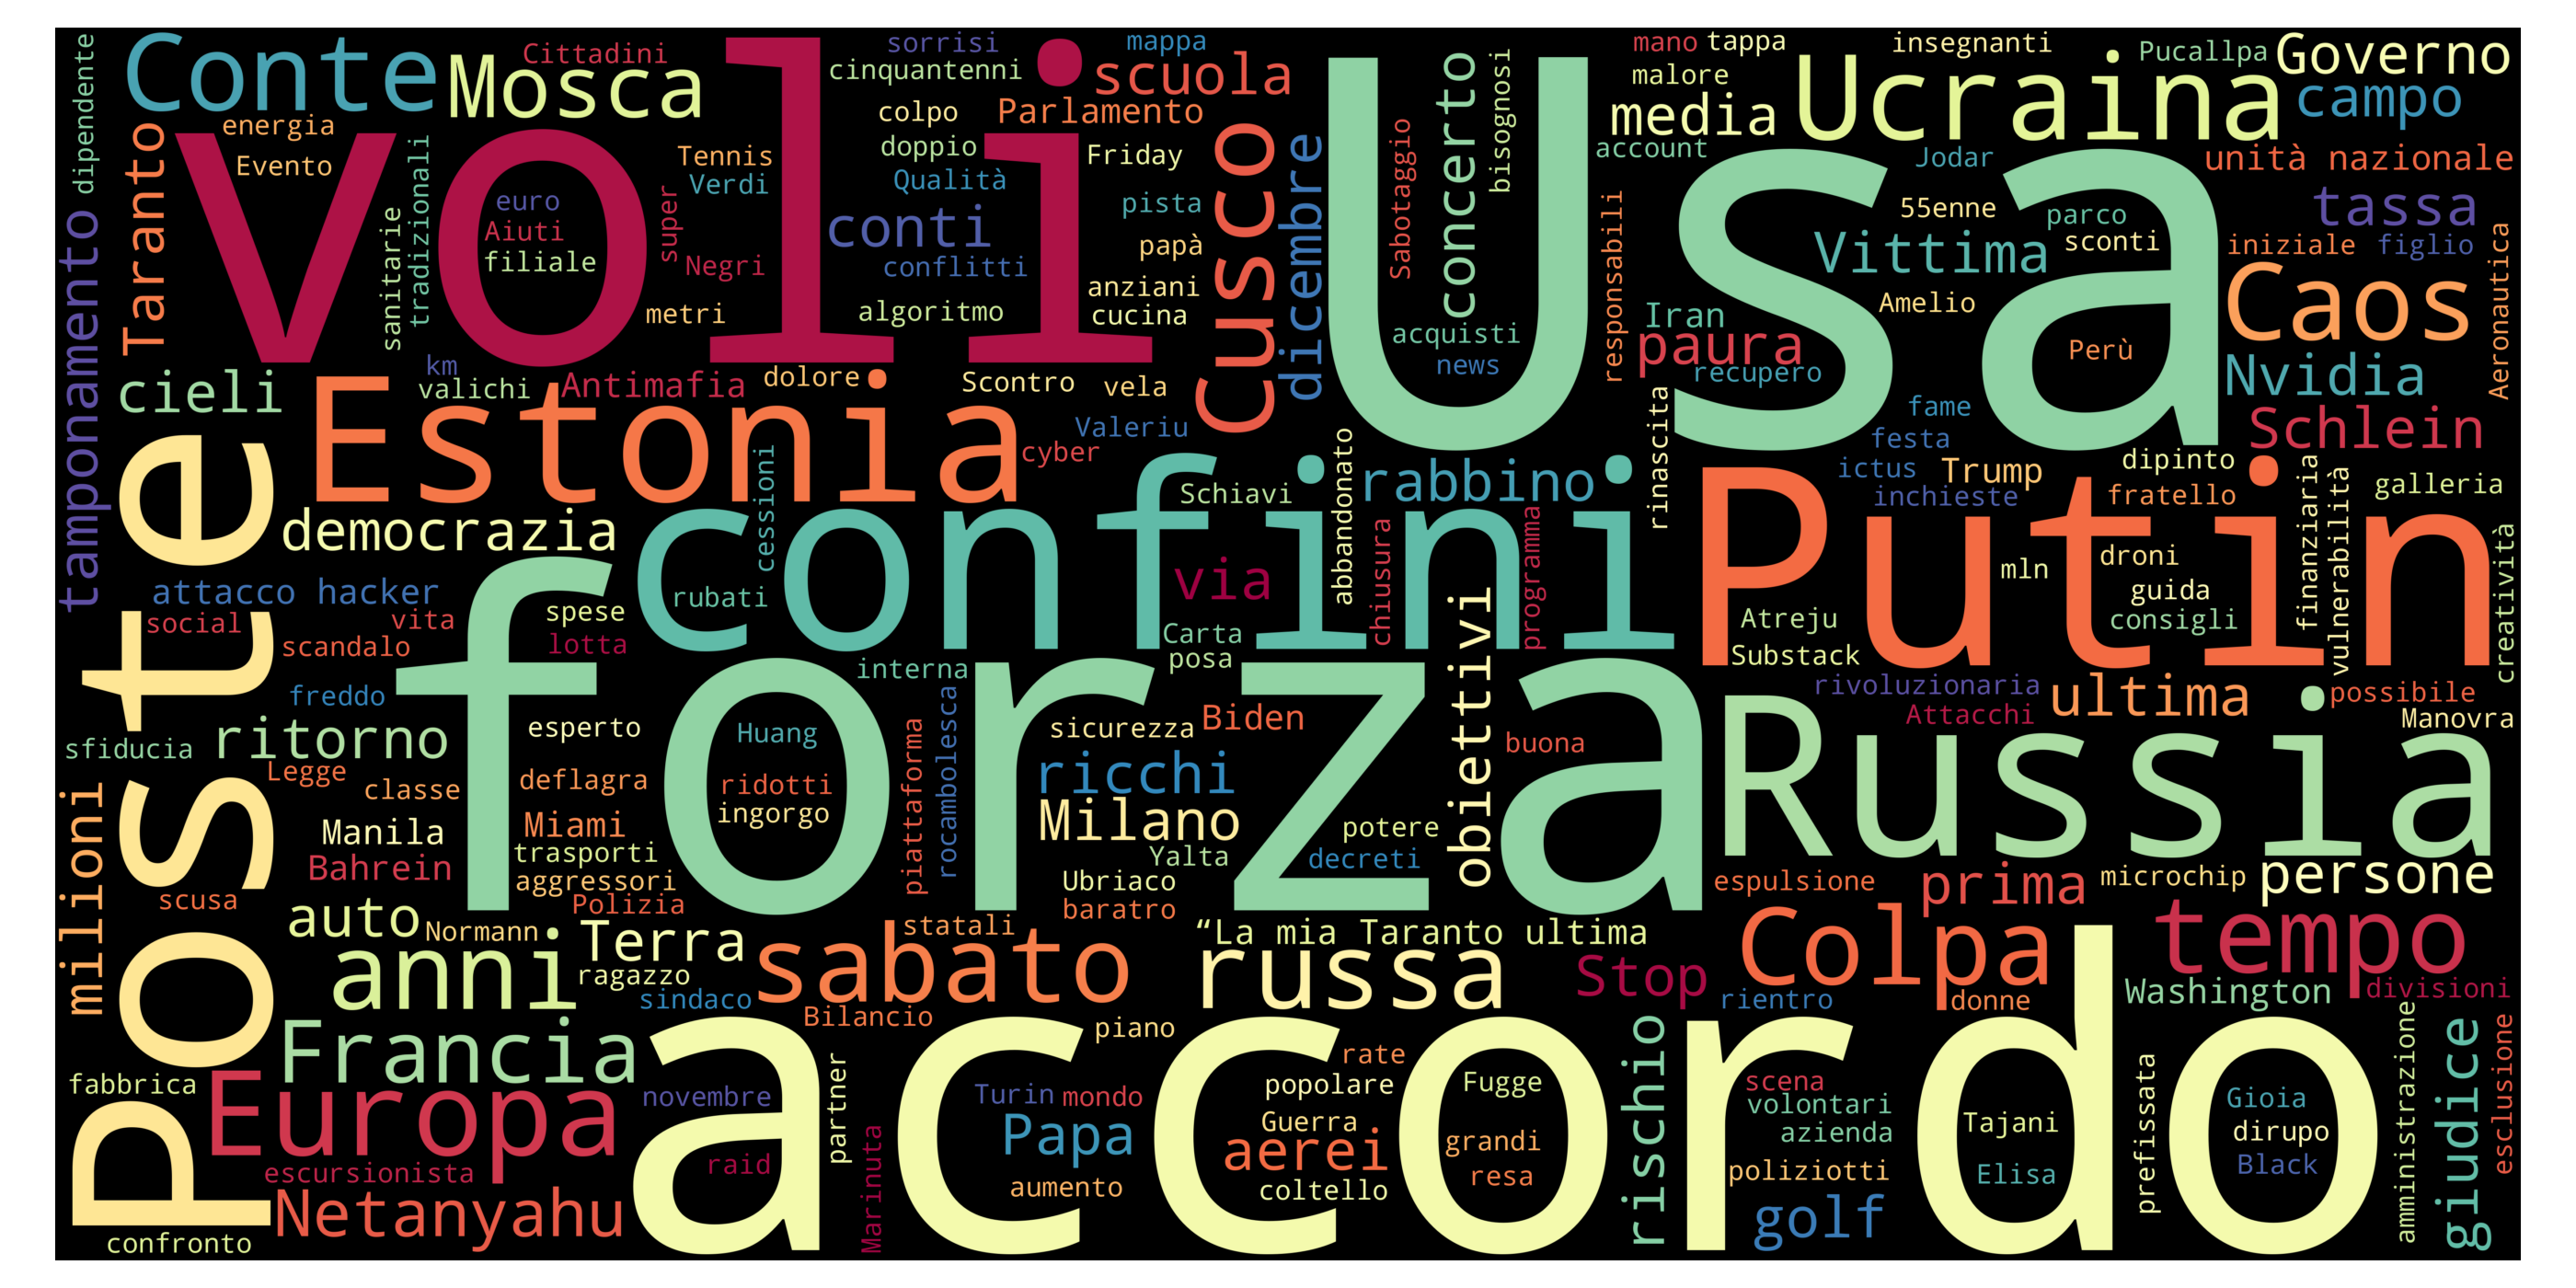 dipendente
Conte
Mosca
Cittadini
voli
sorrisi
cinquantenni
mappa
scuola
colpo
Parlamento
Usa
concerto
bisognosi
mano
tappa
malore
media
account
insegnanti
Ucraina
Pucallpa
Governo
campo
unità nazionale
energia
Evento
Taranto
tamponamento
tradizionali
sanitarie
euro
Aiuti
filiale
super
Tennis
Verdi
Negri
metri
doppio
Qualità
conti
conflitti
algoritmo
Friday
pista
papà
anziani
cucina
Cusco
dicembre
Sabotaggio
acquisti
news
responsabili
Jodar
55enne
Vittima
parco
sconti
Amelio
Iran
paura
recupero
Perù
tassa
iniziale
figlio
Aeronautica
Caos
Nvidia
Schlein
cieli
km
valichi
Antimafia
dolore
Scontro
vela
Estonia
Valeriu
cyber
cessioni
Schiavi
rabbino
abbandonato
rinascita
fame
festa
ictus
Trump
inchieste
dipinto
fratello
galleria
finanziaria
vulnerabilità
creatività
Poste
democrazia
attacco hacker
social
vita
scandalo
spese
lotta
rubati
confini
via
Carta
posa
chiusura
programma
obiettivi
Putin
mln
droni
guida
consigli
Atreju
Substack
rivoluzionaria
Attacchi
ultima
possibile
Manovra
freddo
ritorno
sfiducia
Legge
classe
esperto
deflagra
forza
interna
Huang
ridotti
ingorgo
piattaforma
rocambolesca
sicurezza
Biden
ricchi
Milano
buona
potere
Yalta
decreti
Ubriaco
baratro
Russia
milioni
Manila
Bahrein
scusa
Miami
trasporti
aggressori
Polizia
espulsione
prima
microchip
persone
auto
Normann
Terra
ragazzo
anni
sindaco
statali
sabato
Bilancio
“La mia Taranto ultima
russa
Stop
Colpa
rientro
donne
tempo
Washington
divisioni
Francia
fabbrica
Europa
escursionista
Netanyahu
confronto
accordo
novembre
raid
partner
Marinuta
piano
Turin
mondo
Papa
aumento
rate
popolare
Guerra
aerei
coltello
Fugge
grandi
resa
rischio
scena
volontari
azienda
poliziotti
golf
Tajani
Elisa
prefissata
Gioia
dirupo
Black
amministrazione
giudice
esclusione